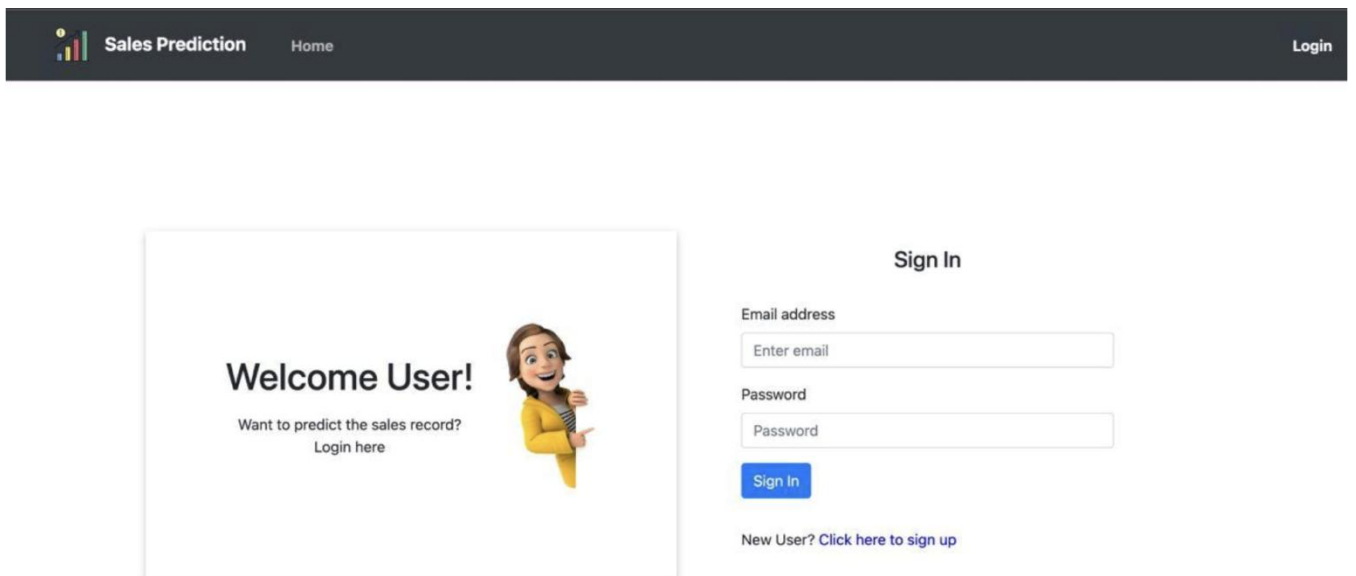 Sales Prediction
Home
Login
Welcome User!
Want to predict the sales record?
Login here
Sign In
Email address
Enter email
Password
Password
Sign In
New User? Click here to sign up